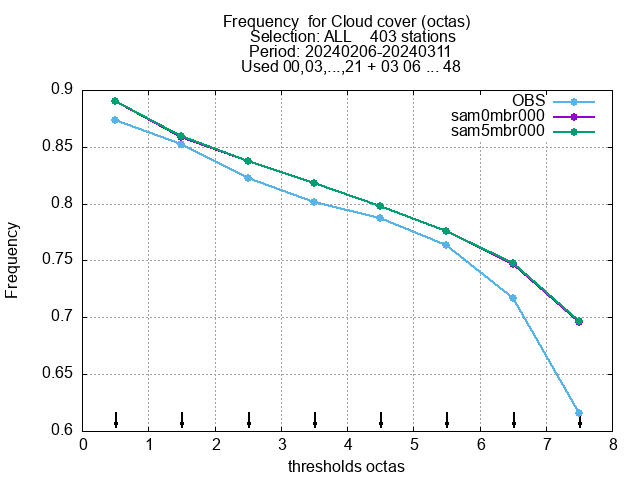 Frequency  for Cloud cover (octas)
Selection: ALL    403 stations
Period: 20240206-20240311
Used 00,03,...,21 + 03 06 ... 48
OBS
sam0mbr000
sam5mbr000
0.9
0.85
0.8
0.75
0.7
0.65
0.6
Frequency
0 1 2 3 4 5 6 7 8
thresholds octas